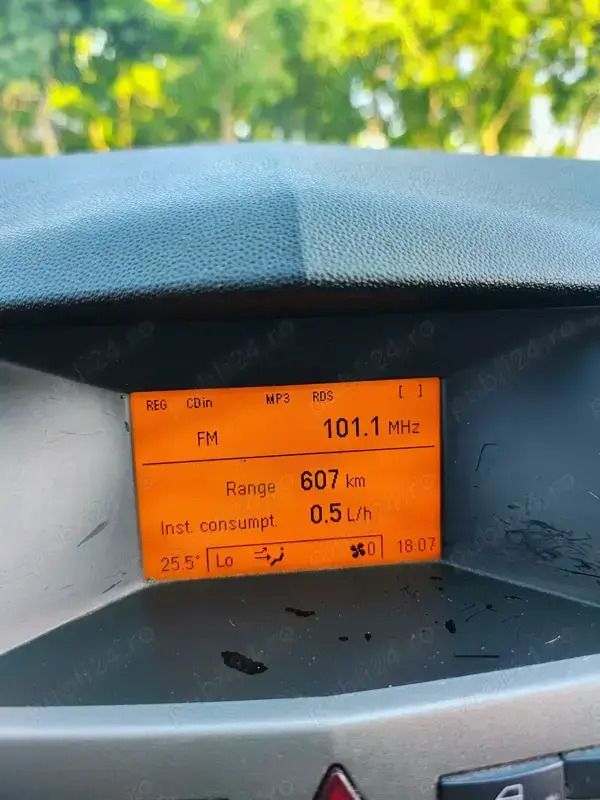 REG CDin MP3 RDS [ ]
FM 101.1 MHz
Range 607 km
Inst. consumpt. 0.5 L/h
25.5° Lo 0 18:07